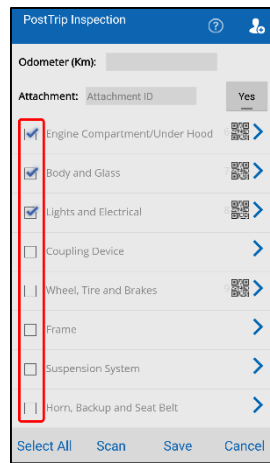 PostTrip Inspection
Odometer (Km):
Attachment: Attachment ID Yes
Engine Compartment/Under Hood
Body and Glass
Lights and Electrical
Coupling Device
Wheel, Tire and Brakes
Frame
Suspension System
Horn, Backup and Seat Belt
Select All Scan Save Cancel